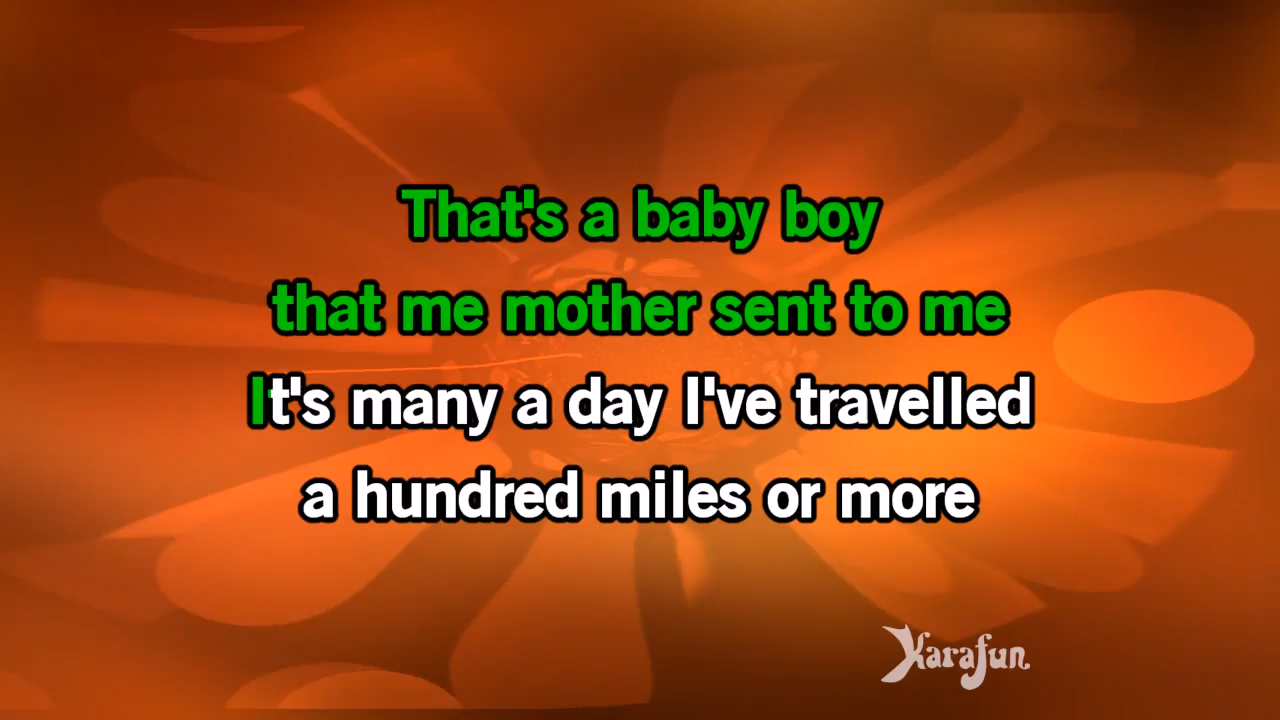 That's a baby boy
that me mother sent to me
It's many a day I've travelled
a hundred miles or more
Karafun